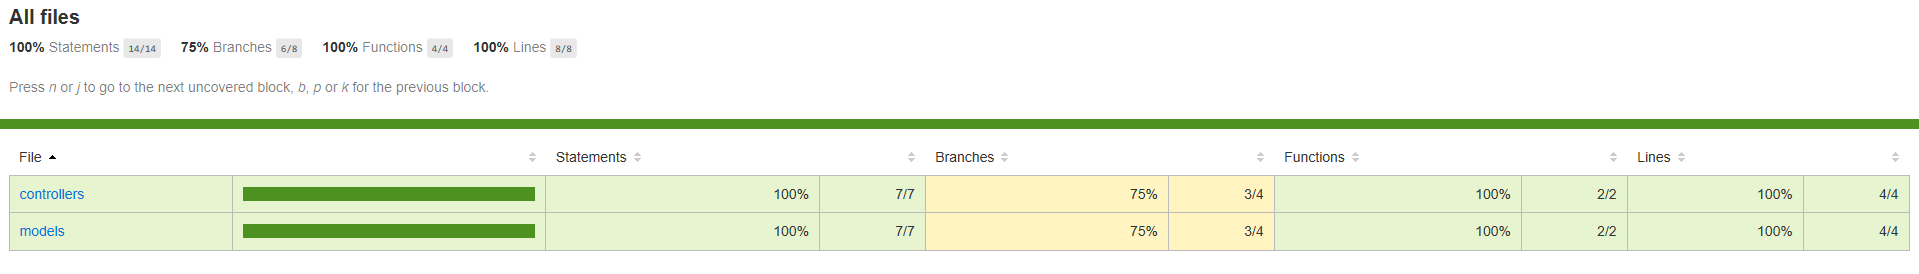 All files
100% Statements 14/14 75% Branches 6/8 100% Functions 4/4 100% Lines 8/8
Press n or j to go to the next uncovered block, b, p or k for the previous block.
File Statements Branches Functions Lines
controllers 100% 7/7 75% 3/4 100% 2/2 100% 4/4
models 100% 7/7 75% 3/4 100% 2/2 100% 4/4